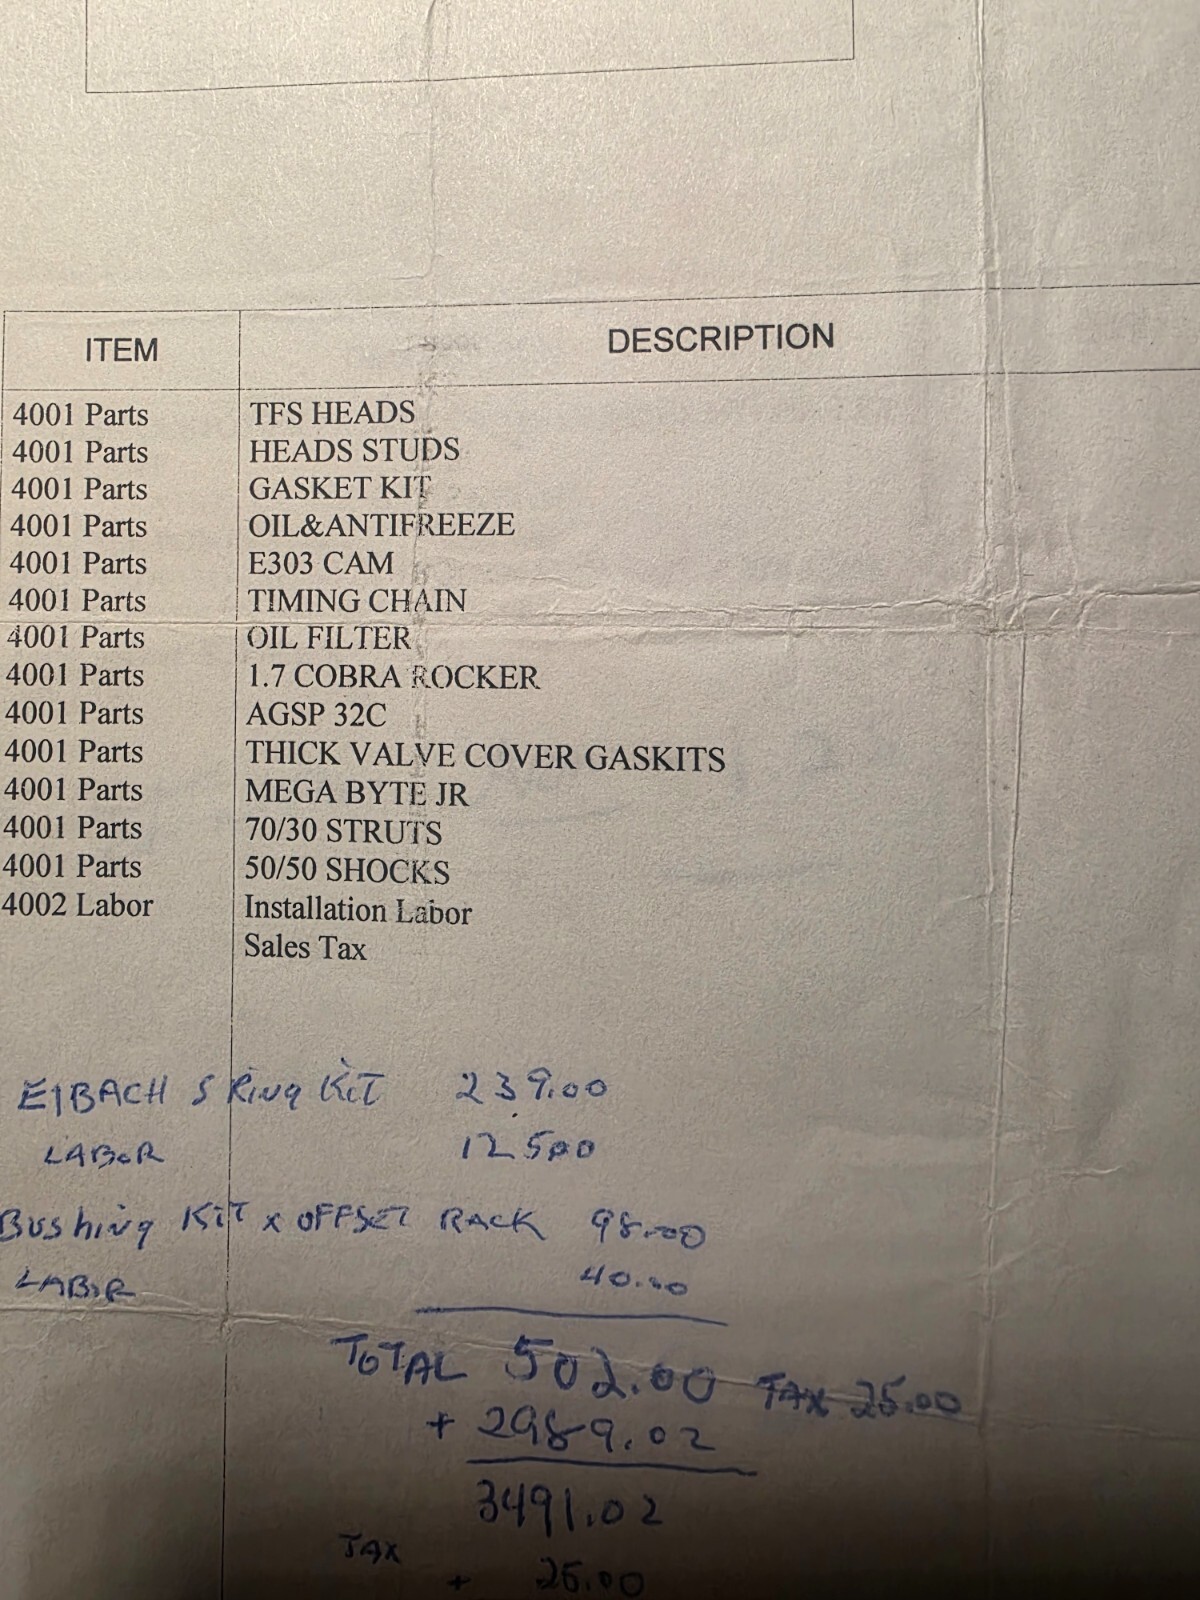 ITEM DESCRIPTION
4001 Parts TFS HEADS
4001 Parts HEADS STUDS
4001 Parts GASKET KIT
4001 Parts OIL&ANTIFREEZE
4001 Parts E303 CAM
4001 Parts TIMING CHAIN
4001 Parts OIL FILTER
4001 Parts 1.7 COBRA ROCKER
4001 Parts AGSP 32C
4001 Parts THICK VALVE COVER GASKITS
4001 Parts MEGA BYTE JR
4001 Parts 70/30 STRUTS
4001 Parts 50/50 SHOCKS
4002 Labor Installation Labor
Sales Tax
EIBACH SRing KiT 239.00
LABOR 125.00
Bushing KiT x OFFSET RACK 98.00
LABOR 40.00
TOTAL 502.00 TAX 25.00
+ 2989.02
3491.02
TAX
+ 25.00